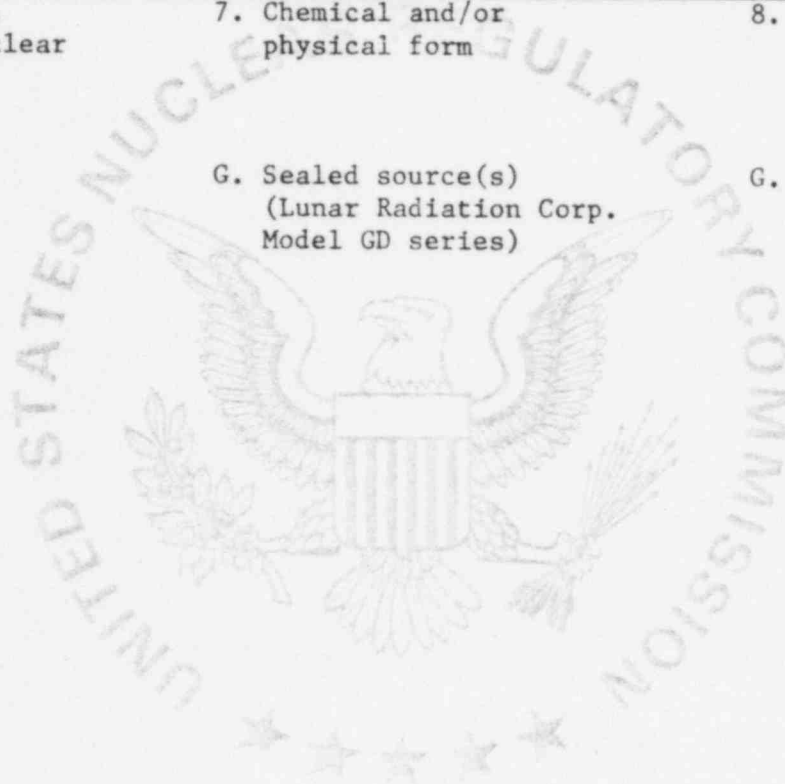 7. Chemical and/or
physical form
8.
lear
G. Sealed source(s)
(Lunar Radiation Corp.
Model GD series)
G.
UNITED STATES NUCLEAR REGULATORY COMMISSION